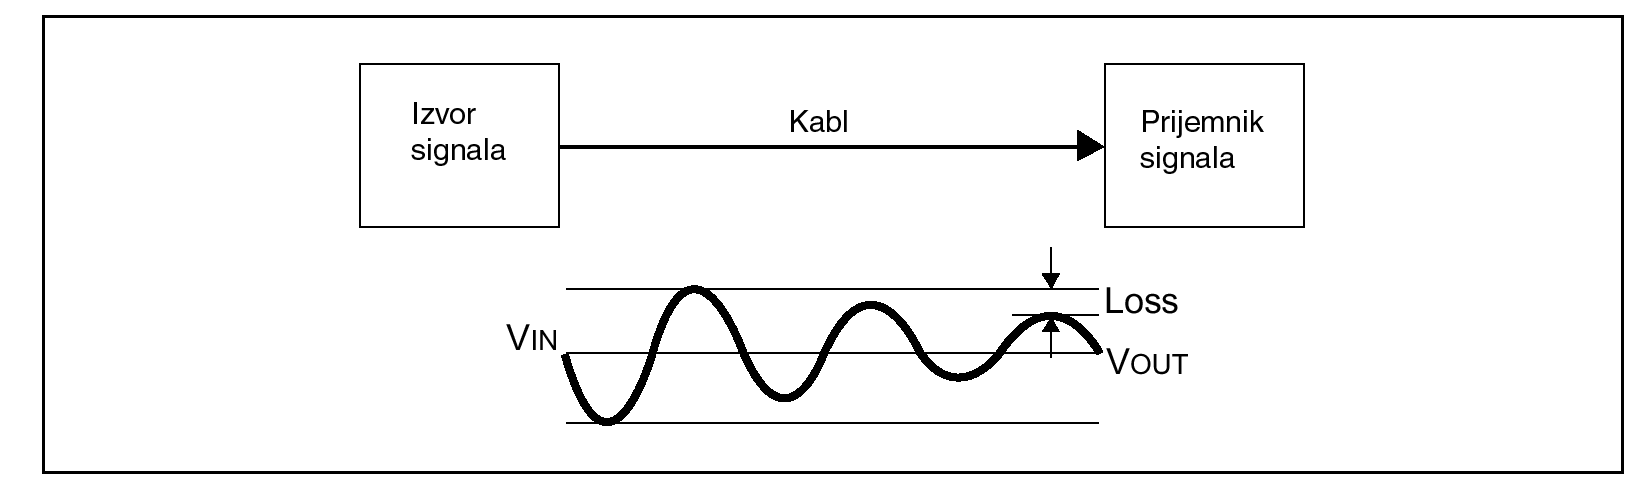 Izvor
signala
Kabl
Prijemnik
signala
Loss
VIN
VOUT